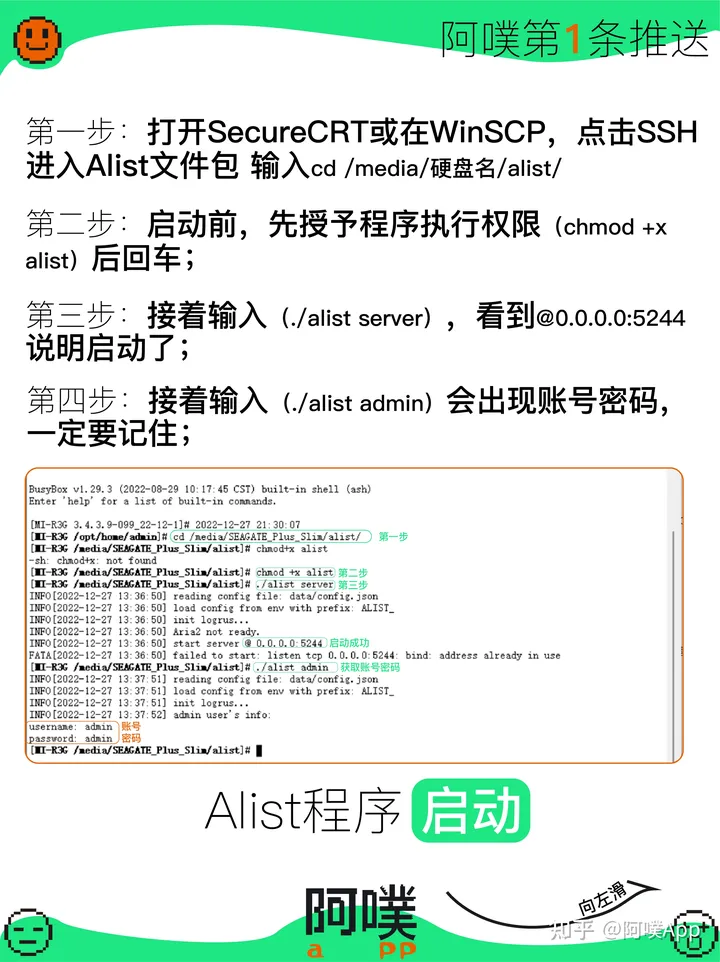 阿噗第1条推送
第一步：打开SecureCRT或在WinSCP，点击SSH
进入Alist文件包 输入cd /media/硬盘名/alist/
第二步：启动前，先授予程序执行权限（chmod +x
alist）后回车；
第三步：接着输入（./alist server），看到@0.0.0.0:5244
说明启动了；
第四步：接着输入（./alist admin）会出现账号密码，
一定要记住；
BusyBox v1.29.3 (2022-08-29 10:17:45 CST) built-in shell (ash)
Enter 'help' for a list of built-in commands.
[MI-R3G 3.4.3.9-099_22-12-1]# 2022-12-27 21:30:07
[MI-R3G /opt/home/admin]# cd /media/SEAGATE_Plus_Slim/alist/ 第一步
[MI-R3G /media/SEAGATE_Plus_Slim/alist]# chmod+x alist
-sh: chmod+x: not found
[MI-R3G /media/SEAGATE_Plus_Slim/alist]# chmod +x alist 第二步
[MI-R3G /media/SEAGATE_Plus_Slim/alist]# ./alist server 第三步
INFO[2022-12-27 13:36:50] reading config file: data/config.json
INFO[2022-12-27 13:36:50] load config from env with prefix: ALIST_
INFO[2022-12-27 13:36:50] init logrus...
INFO[2022-12-27 13:36:50] Aria2 not ready.
INFO[2022-12-27 13:36:50] start server @ 0.0.0.0:5244 启动成功
FATA[2022-12-27 13:36:50] failed to start: listen tcp 0.0.0.0:5244: bind: address already in use
[MI-R3G /media/SEAGATE_Plus_Slim/alist]# ./alist admin 获取账号密码
INFO[2022-12-27 13:37:51] reading config file: data/config.json
INFO[2022-12-27 13:37:51] load config from env with prefix: ALIST_
INFO[2022-12-27 13:37:51] init logrus...
INFO[2022-12-27 13:37:52] admin user's info:
username: admin 账号
password: admin 密码
[MI-R3G /media/SEAGATE_Plus_Slim/alist]#
Alist程序 启动
阿噗
a pp
向左滑
知乎 @阿噗App